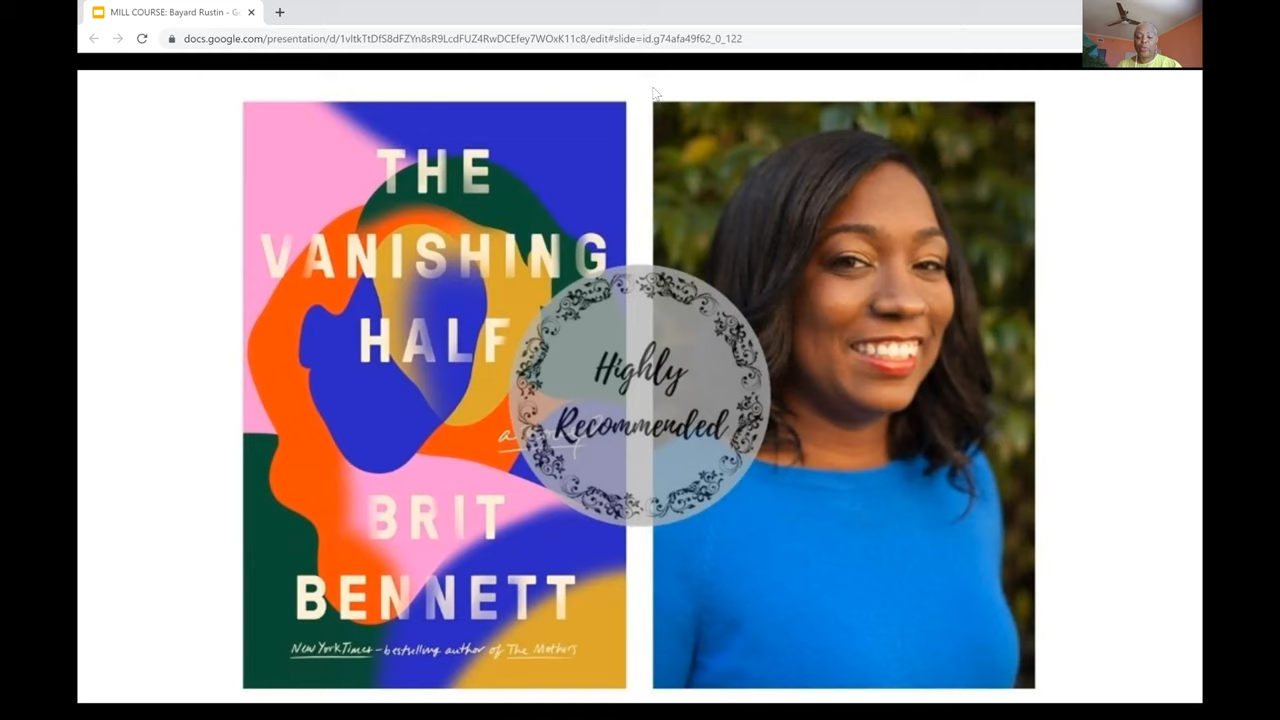 MILL COURSE: Bayard Rustin - G
docs.google.com/presentation/d/1vltkTtDfS8dFZYn8sR9LcdFUZ4RwDCEfey7WOxK11c8/edit#slide=id.g74afa49f62_0_122
THE
VANISHING
HALF
a
BRIT
BENNETT
New York Times-bestselling author of The Mothers
Highly
Recommended